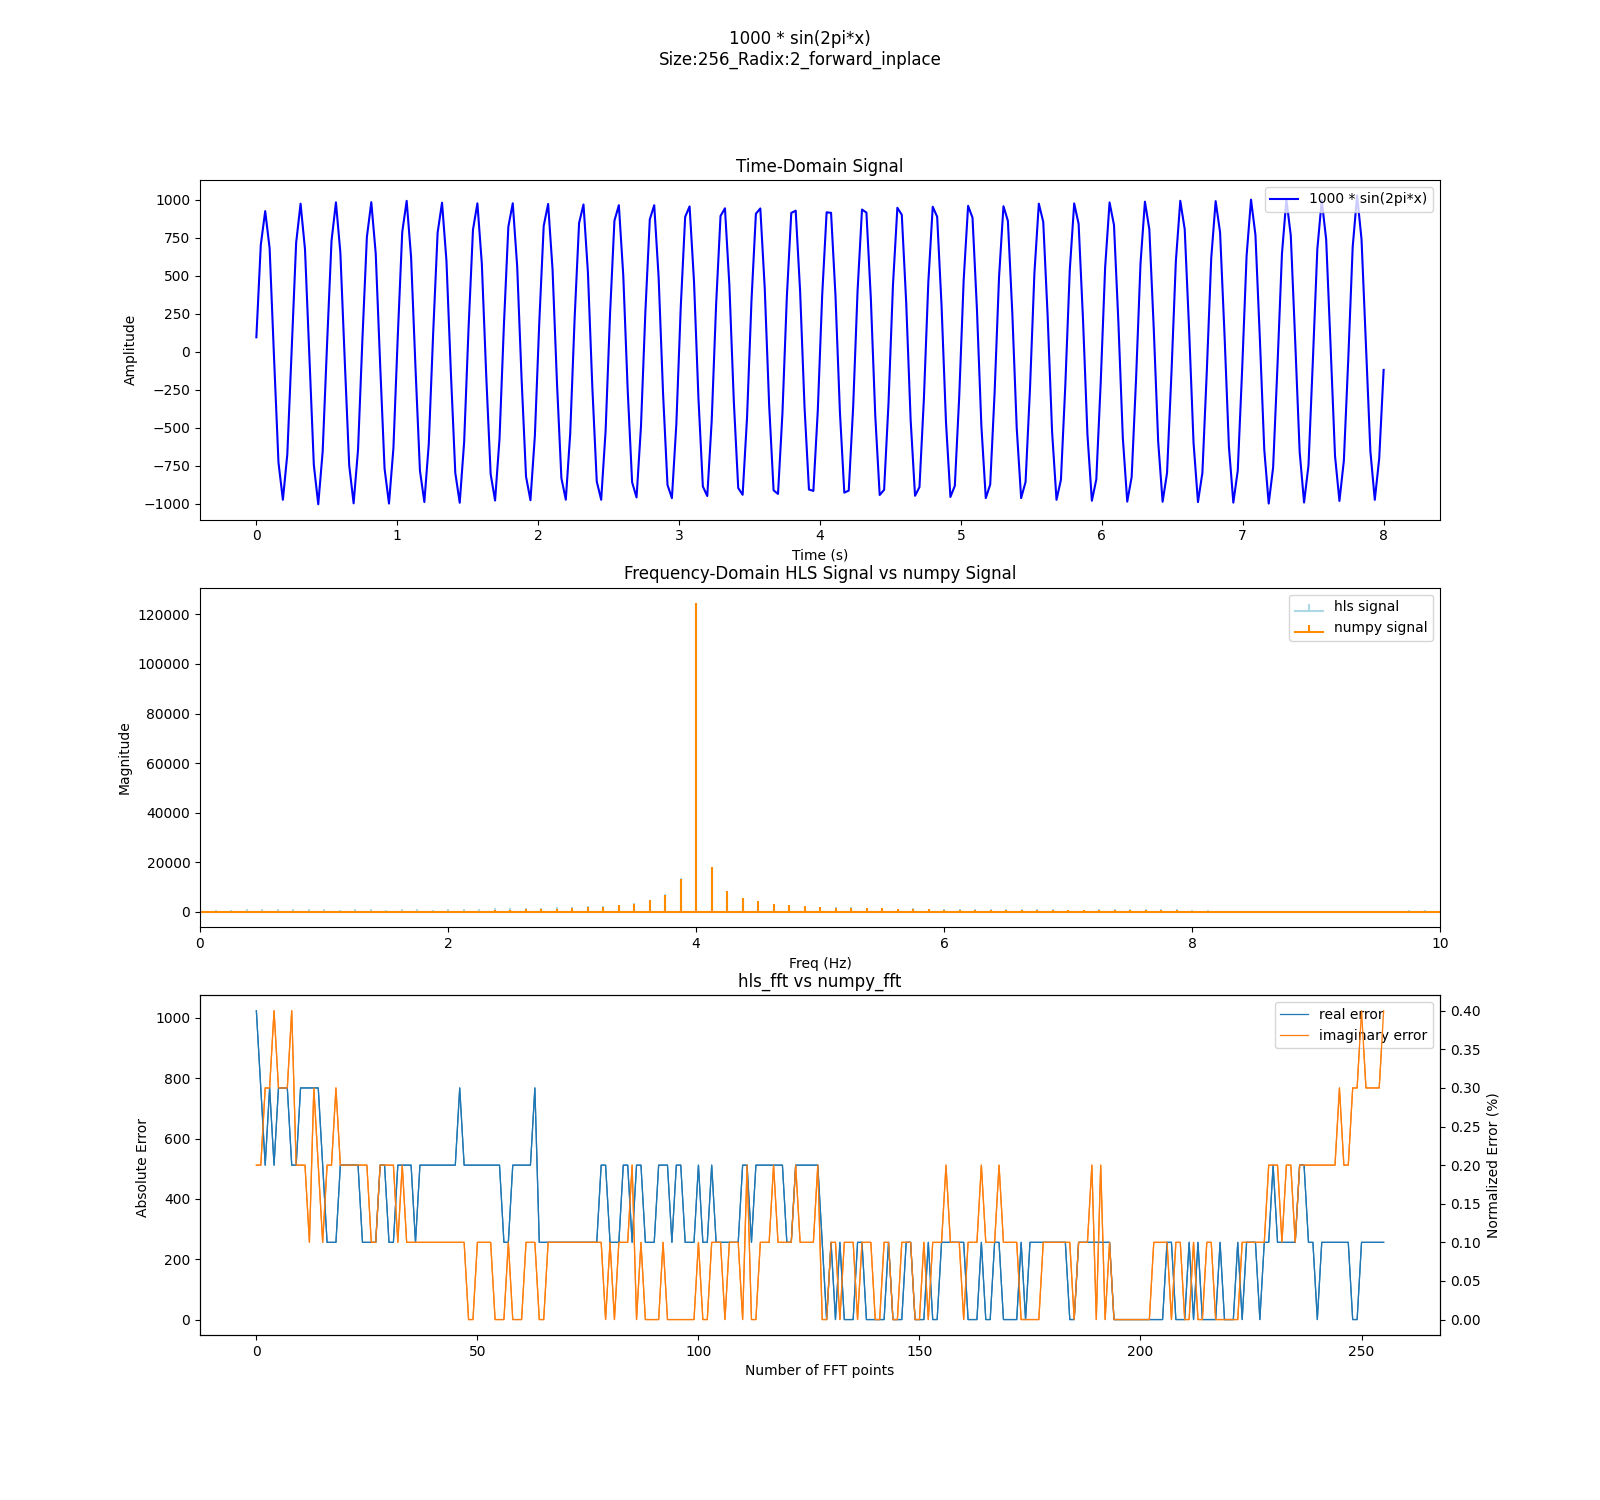 1000 * sin(2pi*x)
Size:256_Radix:2_forward_inplace
Time-Domain Signal
1000 * sin(2pi*x)
1000
750
500
250
0
−250
−500
−750
−1000
Amplitude
0 1 2 3 4 5 6 7 8
Time (s)
Frequency-Domain HLS Signal vs numpy Signal
hls signal
numpy signal
120000
100000
80000
60000
40000
20000
0
Magnitude
0 2 4 6 8 10
Freq (Hz)
hls_fft vs numpy_fft
real error
imaginary error
1000
800
600
400
200
0
Absolute Error
0.40
0.35
0.30
0.25
0.20
0.15
0.10
0.05
0.00
Normalized Error (%)
0 50 100 150 200 250
Number of FFT points